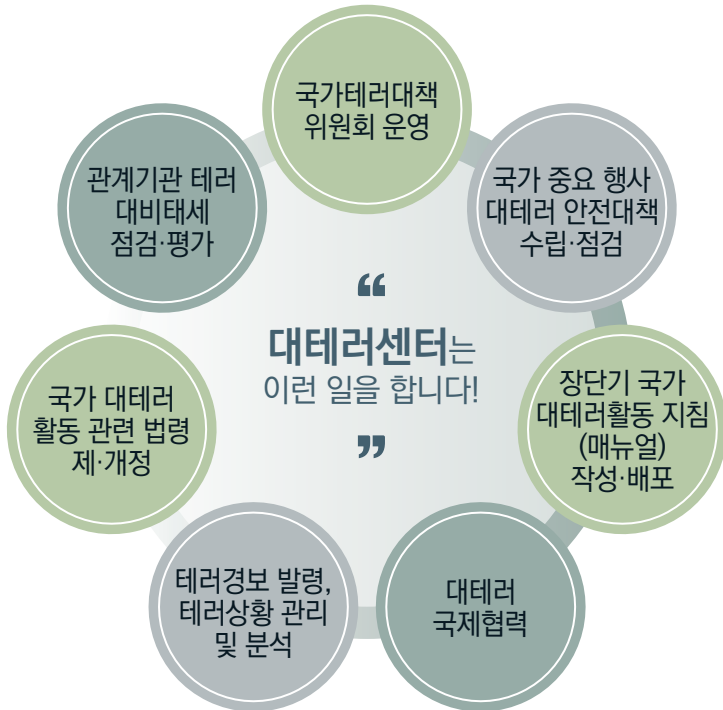 국가테러대책
위원회 운영
국가 중요 행사
대테러 안전대책
수립·점검
장단기 국가
대테러활동 지침
(매뉴얼)
작성·배포
대테러
국제협력
테러경보 발령,
테러상황 관리
및 분석
국가 대테러
활동 관련 법령
제·개정
관계기관 테러
대비태세
점검·평가
“
대테러센터는
이런 일을 합니다!
”